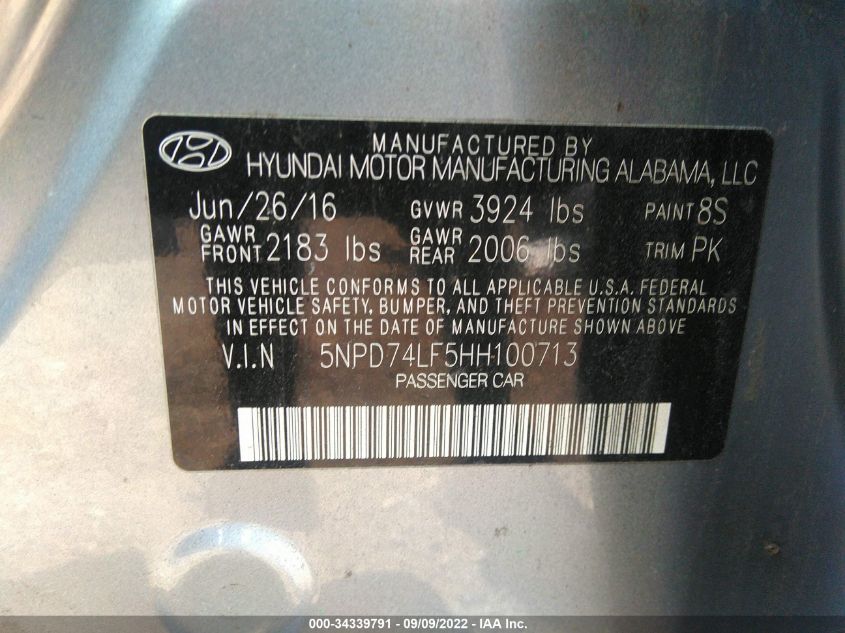 MANUFACTURED BY
HYUNDAI MOTOR MANUFACTURING ALABAMA, LLC
Jun/26/16 GVWR 3924 lbs PAINT 8S
GAWR FRONT 2183 lbs GAWR REAR 2006 lbs TRIM PK
THIS VEHICLE CONFORMS TO ALL APPLICABLE U.S.A. FEDERAL
MOTOR VEHICLE SAFETY, BUMPER, AND THEFT PREVENTION STANDARDS
IN EFFECT ON THE DATE OF MANUFACTURE SHOWN ABOVE
V.I.N 5NPD74LF5HH100713
PASSENGER CAR
000-34339791 - 09/09/2022 - IAA Inc.